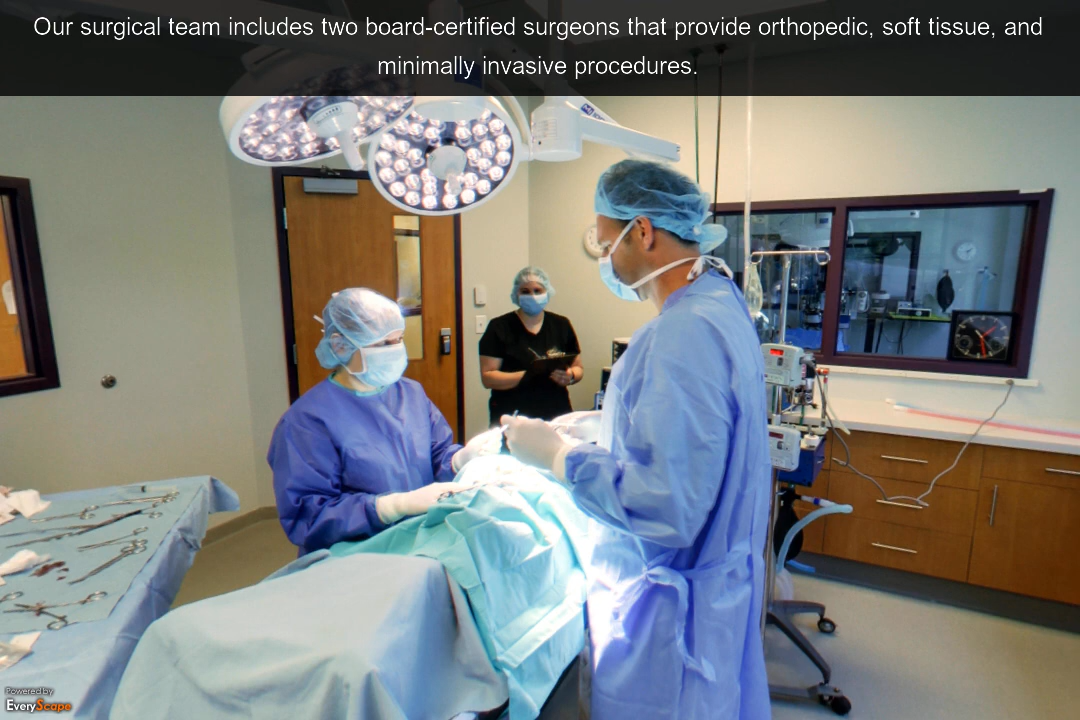 Our surgical team includes two board-certified surgeons that provide orthopedic, soft tissue, and
minimally invasive procedures.
Powered by
EveryScape